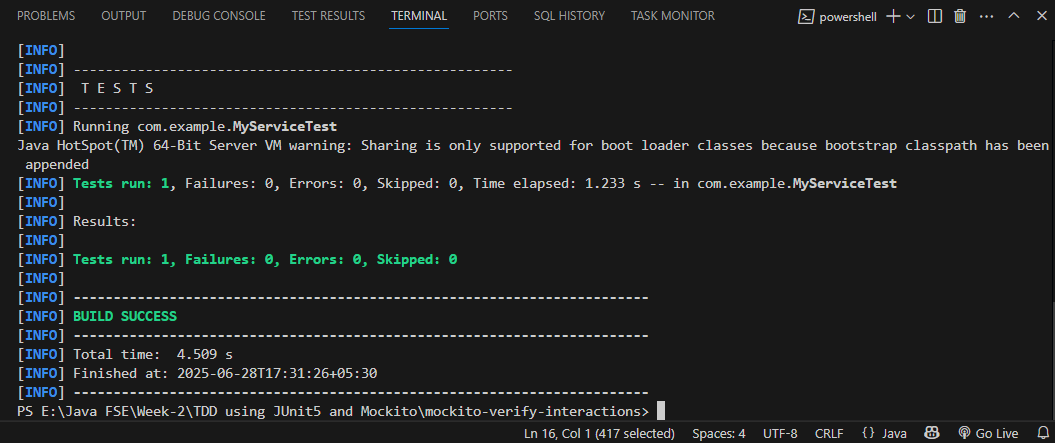 PROBLEMS OUTPUT DEBUG CONSOLE TEST RESULTS TERMINAL PORTS SQL HISTORY TASK MONITOR powershell
[INFO]
[INFO] -------------------------------------------------------
[INFO]  T E S T S
[INFO] -------------------------------------------------------
[INFO] Running com.example.MyServiceTest
Java HotSpot(TM) 64-Bit Server VM warning: Sharing is only supported for boot loader classes because bootstrap classpath has been
 appended
[INFO] Tests run: 1, Failures: 0, Errors: 0, Skipped: 0, Time elapsed: 1.233 s -- in com.example.MyServiceTest
[INFO]
[INFO] Results:
[INFO]
[INFO] Tests run: 1, Failures: 0, Errors: 0, Skipped: 0
[INFO]
[INFO] ------------------------------------------------------------------------
[INFO] BUILD SUCCESS
[INFO] ------------------------------------------------------------------------
[INFO] Total time:  4.509 s
[INFO] Finished at: 2025-06-28T17:31:26+05:30
[INFO] ------------------------------------------------------------------------
PS E:\Java FSE\Week-2\TDD using JUnit5 and Mockito\mockito-verify-interactions>
Ln 16, Col 1 (417 selected) Spaces: 4 UTF-8 CRLF {} Java Go Live